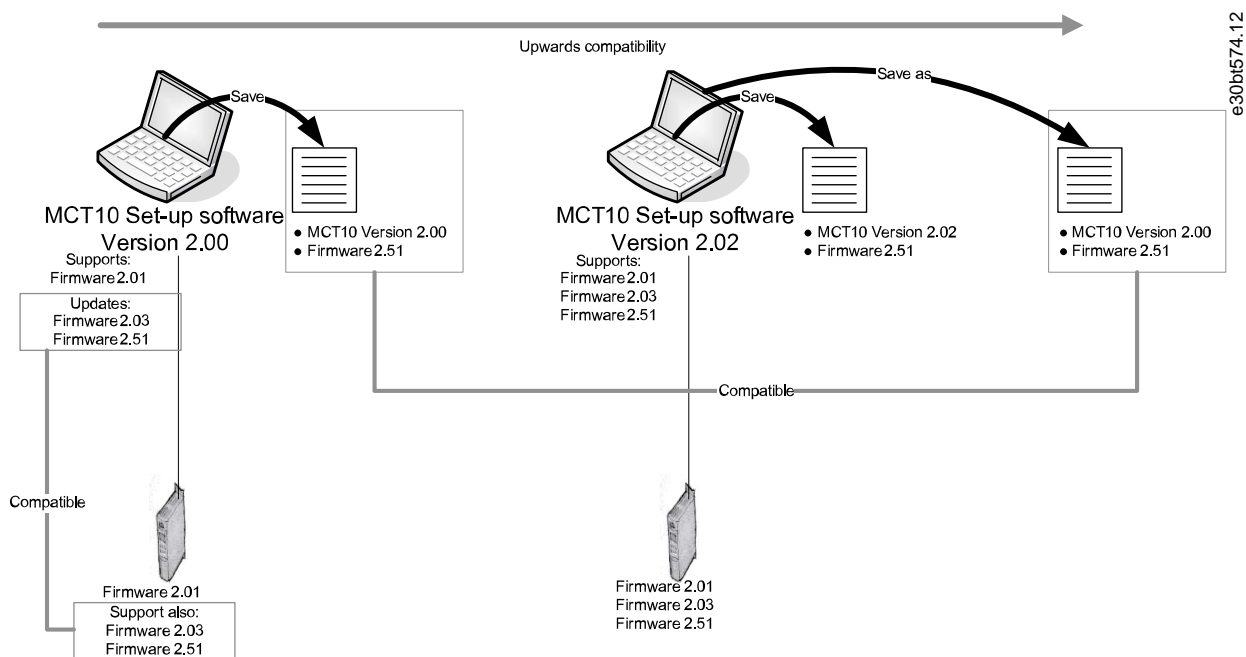 Upwards compatibility
e30bt574.12
Save
MCT10 Set-up software
Version 2.00
Supports:
Firmware 2.01
Updates:
Firmware 2.03
Firmware 2.51
• MCT10 Version 2.00
• Firmware 2.51
Save
Save as
MCT10 Set-up software
Version 2.02
Supports:
Firmware 2.01
Firmware 2.03
Firmware 2.51
• MCT10 Version 2.02
• Firmware 2.51
• MCT10 Version 2.00
• Firmware 2.51
Compatible
Compatible
Firmware 2.01
Support also:
Firmware 2.03
Firmware 2.51
Firmware 2.01
Firmware 2.03
Firmware 2.51